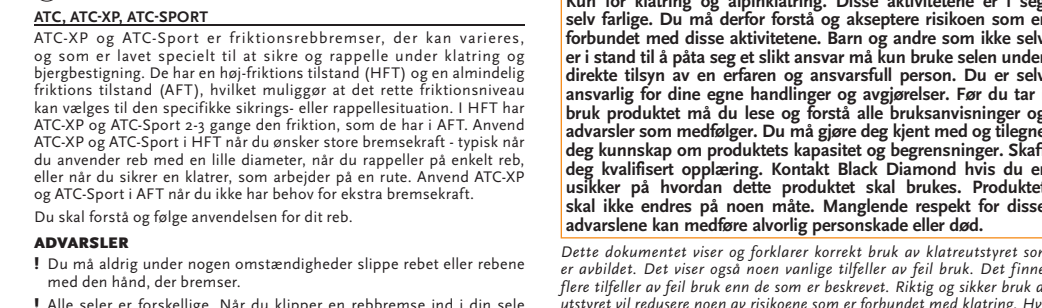 ATC, ATC-XP, ATC-SPORT
ATC-XP og ATC-Sport er friktionsrebbremser, der kan varieres,
og som er lavet specielt til at sikre og rappelle under klatring og
bjergbestigning. De har en høj-friktions tilstand (HFT) og en almindelig
friktions tilstand (AFT), hvilket muliggør at det rette friktionsniveau
kan vælges til den specifikke sikrings- eller rappellesituation. I HFT har
ATC-XP og ATC-Sport 2-3 gange den friktion, som de har i AFT. Anvend
ATC-XP og ATC-Sport i HFT når du ønsker store bremsekraft - typisk når
du anvender reb med en lille diameter, når du rappeller på enkelt reb,
eller når du sikrer en klatrer, som arbejder på en rute. Anvend ATC-XP
og ATC-Sport i AFT når du ikke har behov for ekstra bremsekraft.
Du skal forstå og følge anvendelsen for dit reb.
ADVARSLER
! Du må aldrig under nogen omstændigheder slippe rebet eller rebene
med den hånd, der bremser.
! Alle seler er forskellige. Når du klipper en rebbremse ind i din sele
Kun for klatring og alpinklatring. Disse aktivitetene er i seg
selv farlige. Du må derfor forstå og akseptere risikoen som er
forbundet med disse aktivitetene. Barn og andre som ikke selv
er i stand til å påta seg et slikt ansvar må kun bruke selen under
direkte tilsyn av en erfaren og ansvarsfull person. Du er selv
ansvarlig for dine egne handlinger og avgjørelser. Før du tar
bruk produktet må du lese og forstå alle bruksanvisninger og
advarsler som medfølger. Du må gjøre deg kjent med og tilegne
deg kunnskap om produktets kapasitet og begrensninger. Skaf
deg kvalifisert opplæring. Kontakt Black Diamond hvis du er
usikker på hvordan dette produktet skal brukes. Produktet
skal ikke endres på noen måte. Manglende respekt for disse
advarslene kan medføre alvorlig personskade eller død.
Dette dokumentet viser og forklarer korrekt bruk av klatreutstyret som
er avbildet. Det viser også noen vanlige tilfeller av feil bruk. Det finne
flere tilfeller av feil bruk enn de som er beskrevet. Riktig og sikker bruk a
utstyret vil redusere noen av risikoene som er forbundet med klatring. Hv